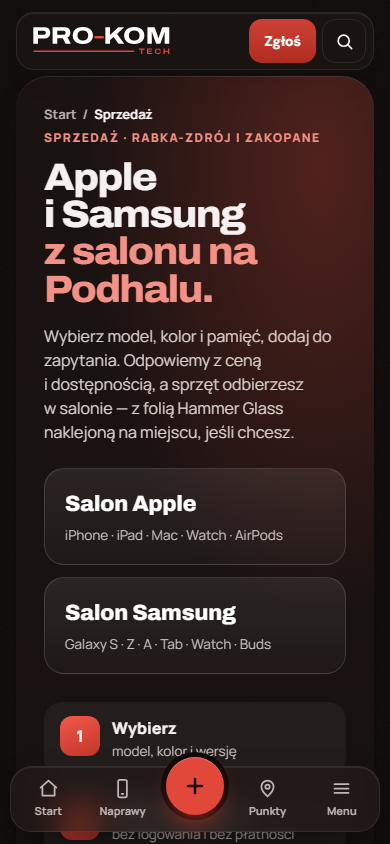 PRO-KOM
TECH
Zgłoś
Start / Sprzedaż
SPRZEDAŻ · RABKA-ZDRÓJ I ZAKOPANE
Apple
i Samsung
z salonu na
Podhalu.
Wybierz model, kolor i pamięć, dodaj do
zapytania. Odpowiemy z ceną
i dostępnością, a sprzęt odbierzesz
w salonie — z folią Hammer Glass
naklejoną na miejscu, jeśli chcesz.
Salon Apple
iPhone · iPad · Mac · Watch · AirPods
Salon Samsung
Galaxy S · Z · A · Tab · Watch · Buds
1
Wybierz
model, kolor i wersję
bez logowania i bez płatności
Start
Naprawy
Punkty
Menu